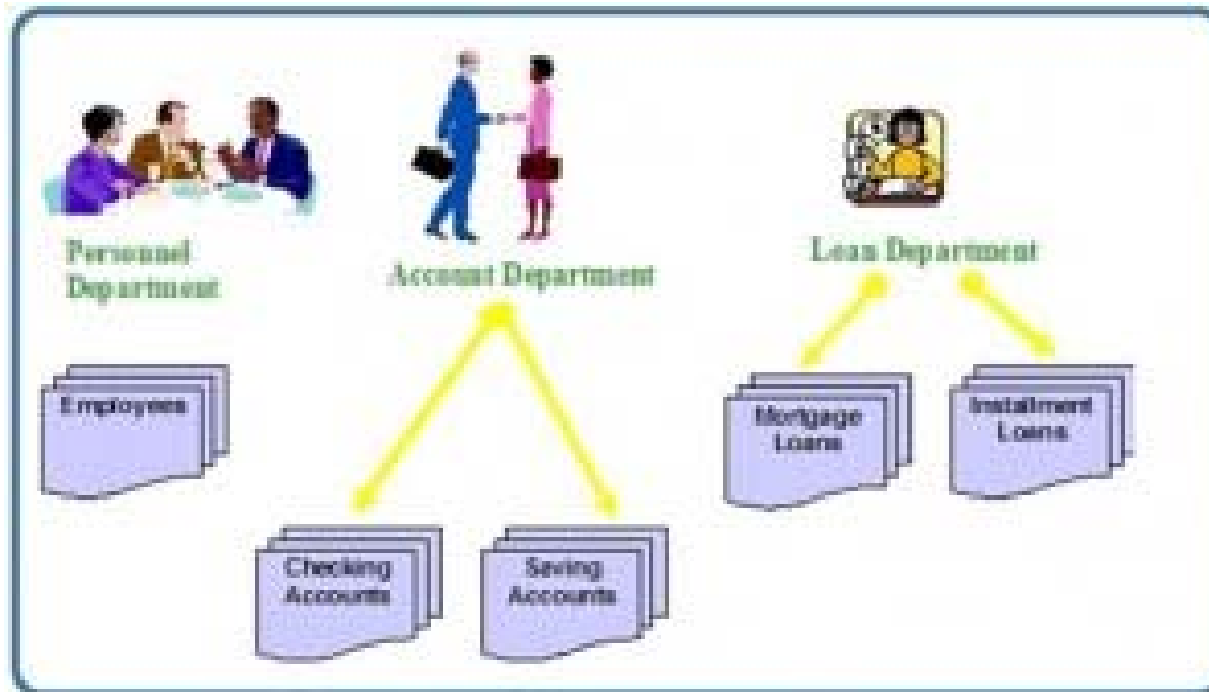 Personnel
Department
Account Department
Loan Department
Employees
Checking
Accounts
Saving
Accounts
Mortgage
Loans
Installment
Loans